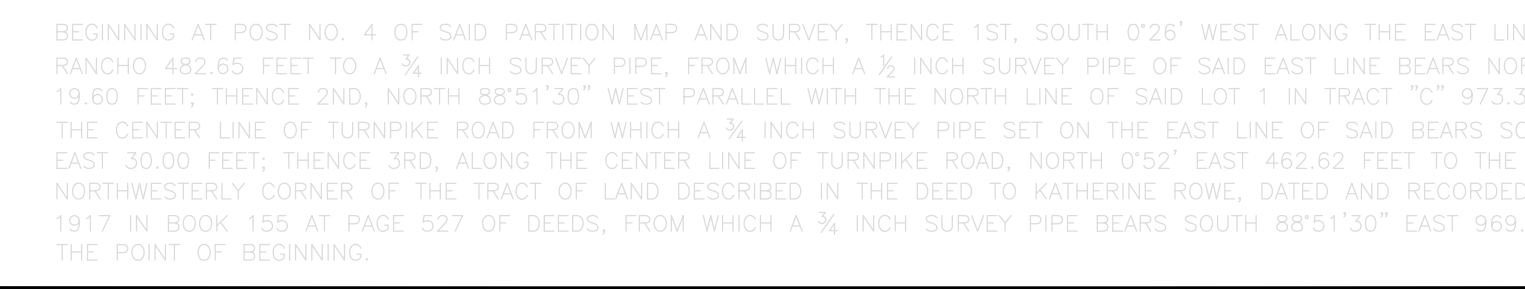 BEGINNING AT POST NO. 4 OF SAID PARTITION MAP AND SURVEY, THENCE 1ST, SOUTH 0°26' WEST ALONG THE EAST
RANCHO 482.65 FEET TO A ¾ INCH SURVEY PIPE, FROM WHICH A ½ INCH SURVEY PIPE OF SAID EAST LINE BEARS
19.60 FEET; THENCE 2ND, NORTH 88°51'30" WEST PARALLEL WITH THE NORTH LINE OF SAID LOT 1 IN TRACT "C" 973.3
THE CENTER LINE OF TURNPIKE ROAD FROM WHICH A ¾ INCH SURVEY PIPE SET ON THE EAST LINE OF SAID BEARS
EAST 30.00 FEET; THENCE 3RD, ALONG THE CENTER LINE OF TURNPIKE ROAD, NORTH 0°52' EAST 462.62 FEET TO THE
NORTHWESTERLY CORNER OF THE TRACT OF LAND DESCRIBED IN THE DEED TO KATHERINE ROWE, DATED AND RECORDED
1917 IN BOOK 155 AT PAGE 527 OF DEEDS, FROM WHICH A ¾ INCH SURVEY PIPE BEARS SOUTH 88°51'30" EAST 969.
THE POINT OF BEGINNING.